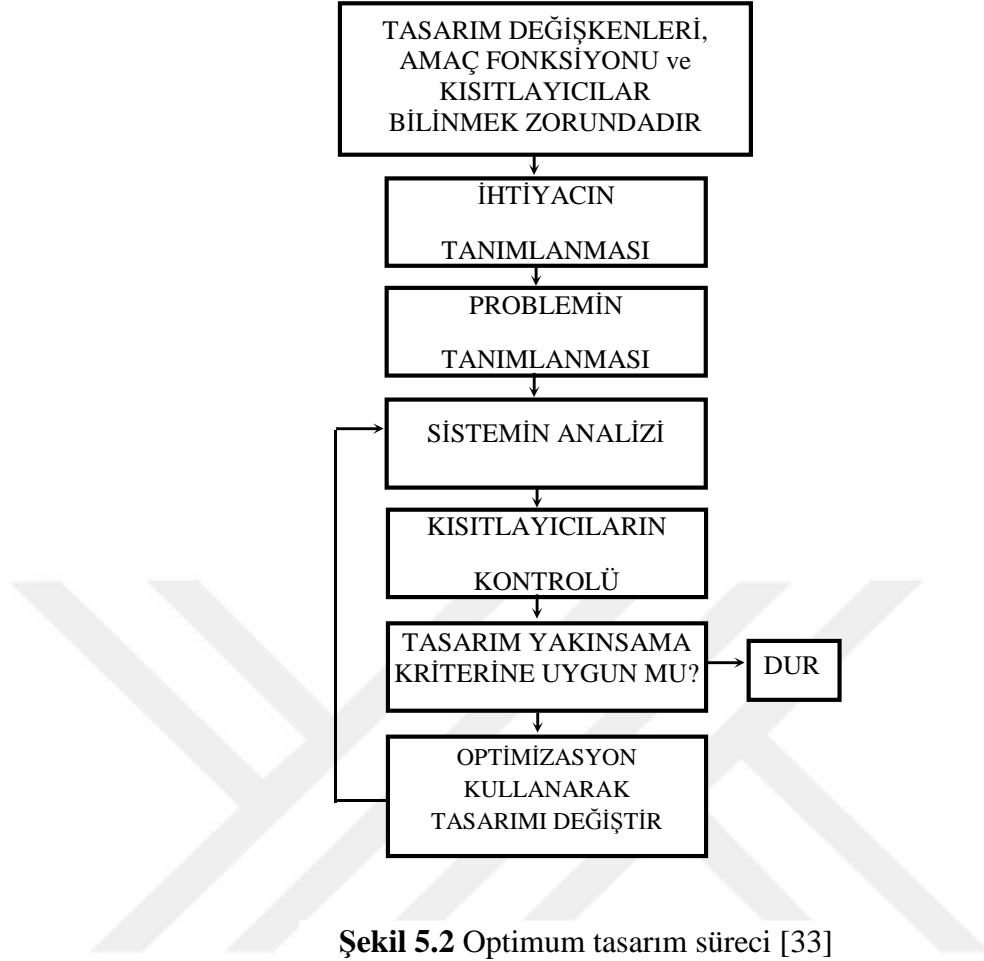 TASARIM DEĞİŞKENLERİ,
AMAÇ FONKSİYONU ve
KISITLAYICILAR
BİLİNMEK ZORUNDADIR
İHTİYACIN
TANIMLANMASI
PROBLEMİN
TANIMLANMASI
SİSTEMİN ANALİZİ
KISITLAYICILARIN
KONTROLÜ
TASARIM YAKINSAMA
KRİTERİNE UYGUN MU?
DUR
OPTİMİZASYON
KULLANARAK
TASARIMI DEĞİŞTİR
Şekil 5.2 Optimum tasarım süreci [33]